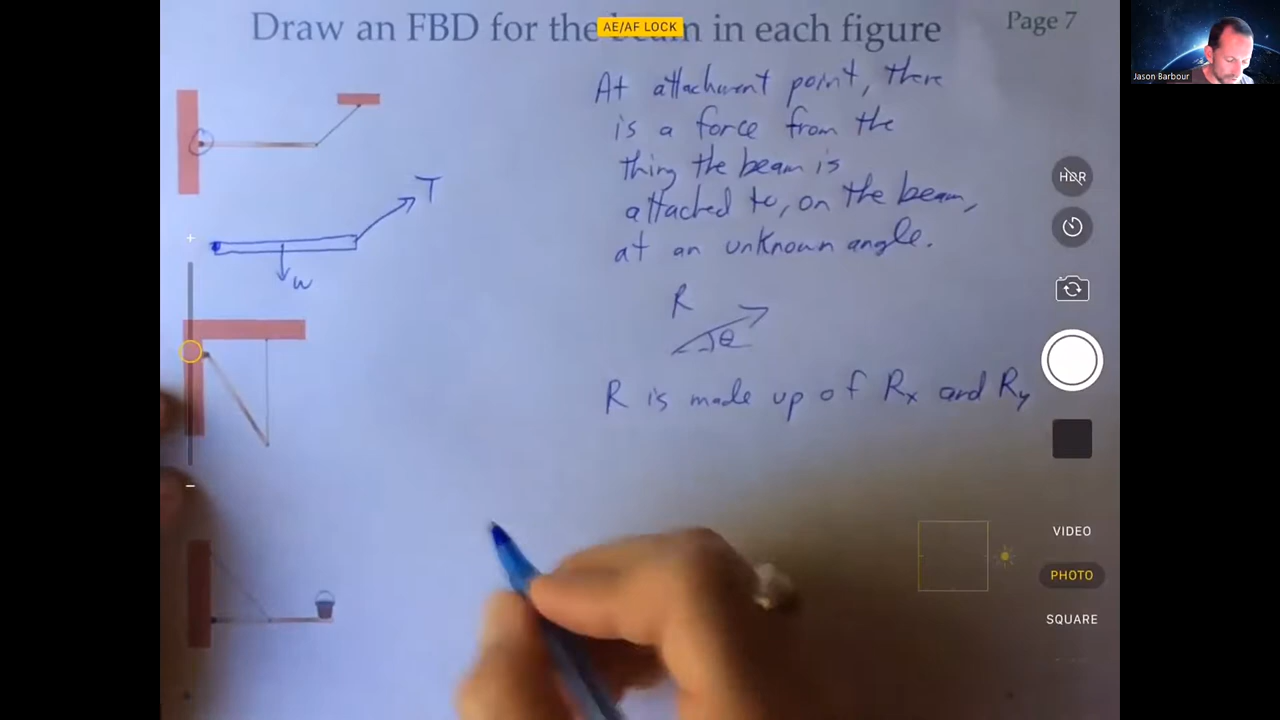 Draw an FBD for the beam in each figure
Page 7
AE/AF LOCK
Jason Barbour
At attachment point, there
is a force from the
thing the beam is
attached to, on the beam,
at an unknown angle.
T
w
R
θ
R is made up of Rx and Ry
HDR
VIDEO
PHOTO
SQUARE